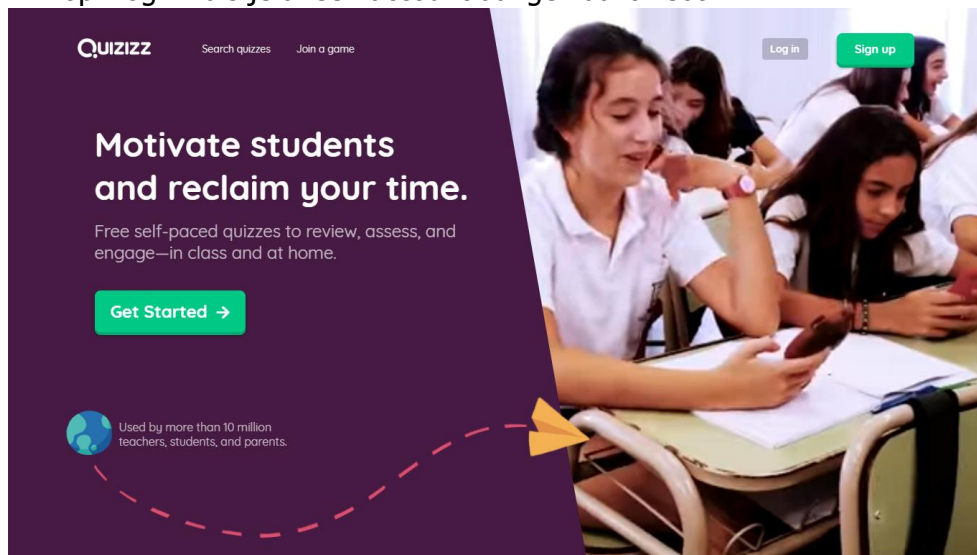 QUIZIZZ
Search quizzes
Join a game
Log in
Sign up
Motivate students
and reclaim your time.
Free self-paced quizzes to review, assess, and
engage—in class and at home.
Get Started →
Used by more than 10 million
teachers, students, and parents.